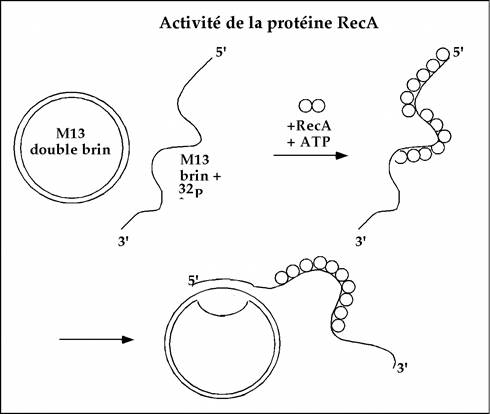 Activité de la protéine RecA
5'
5'
M13
double brin
M13
brin +
32P
+RecA
+ ATP
3'
3'
5'
3'